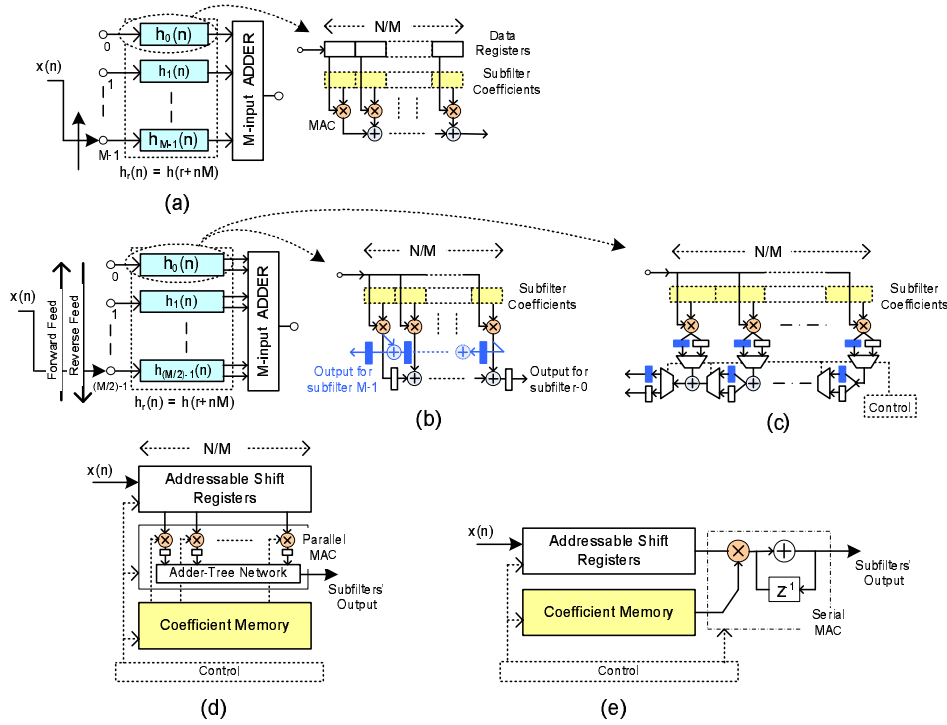 x(n)
0
1
M-1
h0(n)
h1(n)
hM-1(n)
hr(n) = h(r+nM)
M-input ADDER
N/M
Data
Registers
Subfilter
Coefficients
MAC
(a)
x(n)
Forward Feed
Reverse Feed
0
1
(M/2)-1
h0(n)
h1(n)
h(M/2)-1(n)
hr(n) = h(r+nM)
M-input ADDER
N/M
Subfilter
Coefficients
Output for
subfilter M-1
Output for
subfilter-0
(b)
N/M
Subfilter
Coefficients
Control
(c)
N/M
x(n)
Addressable Shift
Registers
Parallel
MAC
Adder-Tree Network
Subfilters'
Output
Coefficient Memory
Control
(d)
x(n)
Addressable Shift
Registers
Coefficient Memory
z-1
Subfilters'
Output
Serial
MAC
Control
(e)